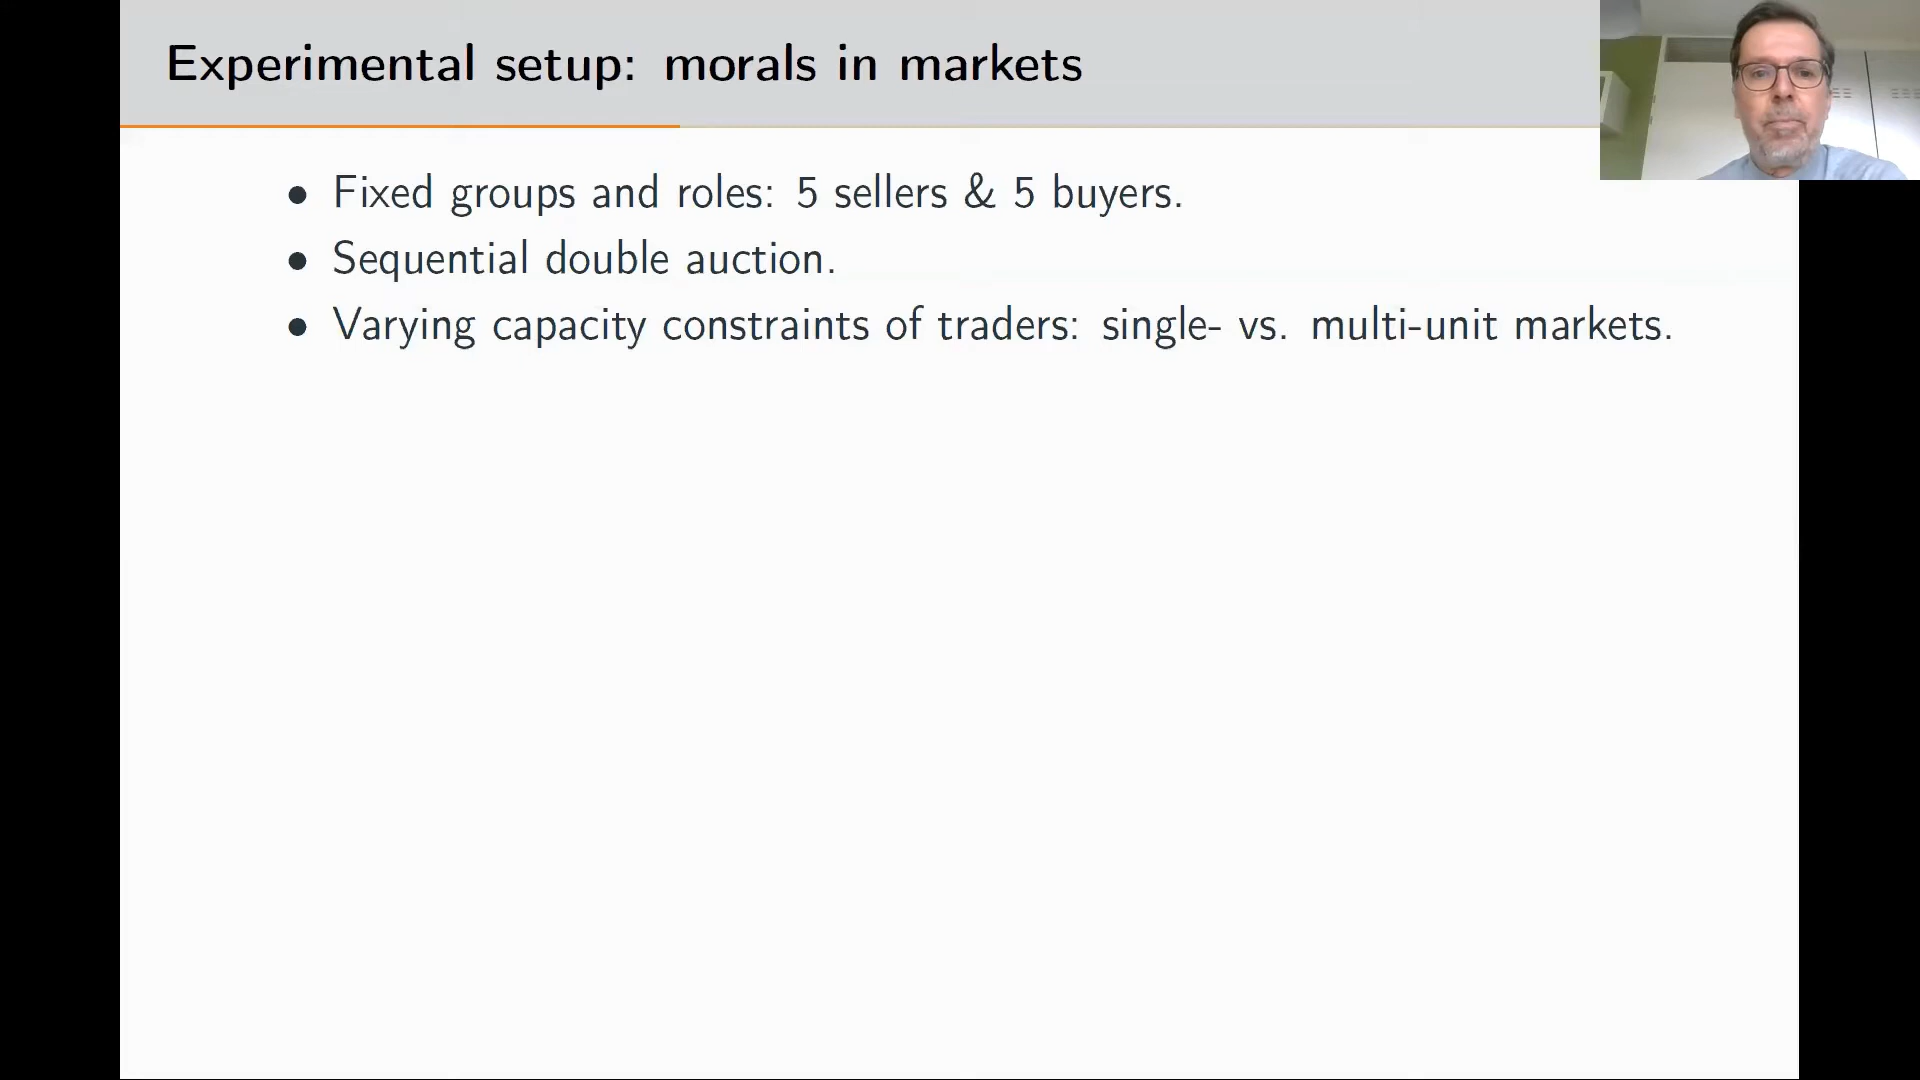 Experimental setup: morals in markets
• Fixed groups and roles: 5 sellers & 5 buyers.
• Sequential double auction.
• Varying capacity constraints of traders: single- vs. multi-unit markets.